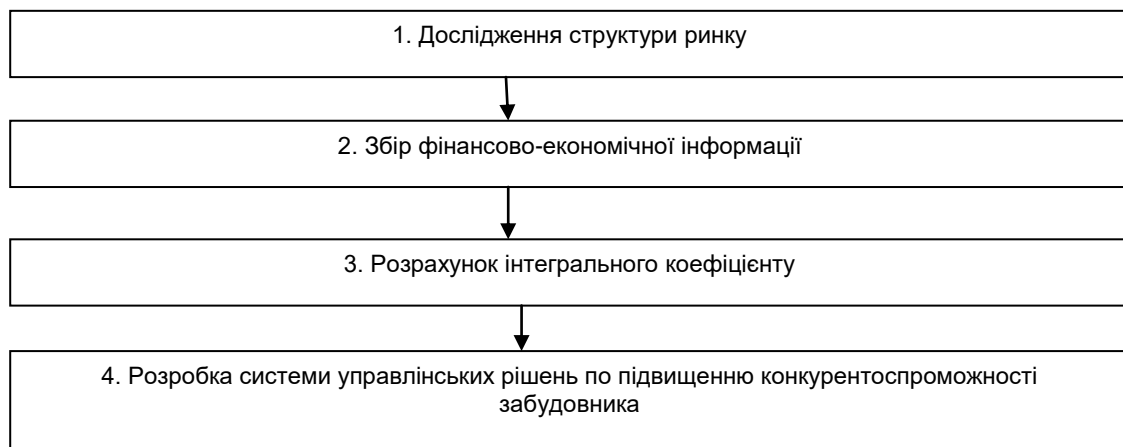 1. Дослідження структури ринку
2. Збір фінансово-економічної інформації
3. Розрахунок інтегрального коефіцієнту
4. Розробка системи управлінських рішень по підвищенню конкурентоспроможності
забудовника